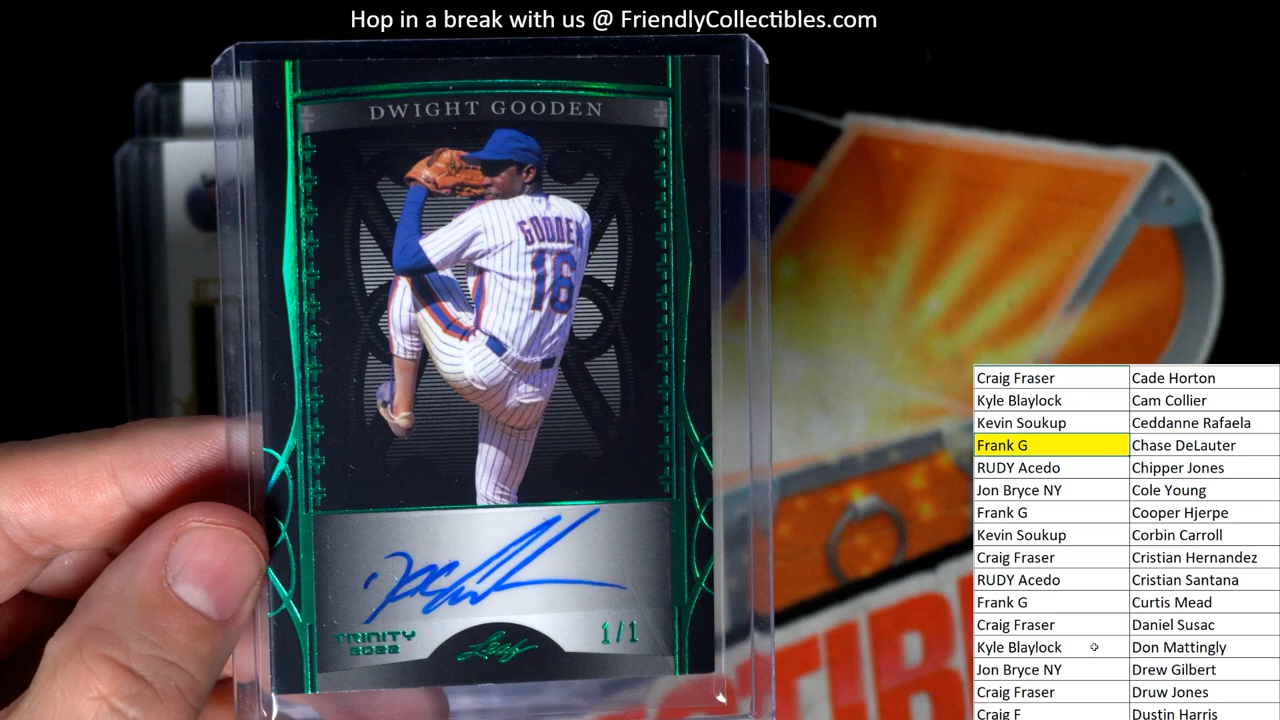 Hop in a break with us @ FriendlyCollectibles.com
DWIGHT GOODEN
GOODEN
16
TRINITY
2022
Leaf
1/1
Craig Fraser Cade Horton
Kyle Blaylock Cam Collier
Kevin Soukup Ceddanne Rafaela
Frank G Chase DeLauter
RUDY Acedo Chipper Jones
Jon Bryce NY Cole Young
Frank G Cooper Hjerpe
Kevin Soukup Corbin Carroll
Craig Fraser Cristian Hernandez
RUDY Acedo Cristian Santana
Frank G Curtis Mead
Craig Fraser Daniel Susac
Kyle Blaylock Don Mattingly
Jon Bryce NY Drew Gilbert
Craig Fraser Druw Jones
Craig F Dustin Harris